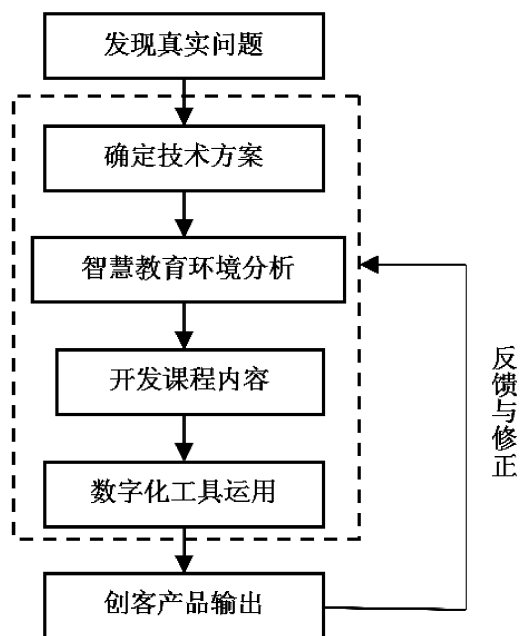 发现真实问题
确定技术方案
智慧教育环境分析
开发课程内容
数字化工具运用
创客产品输出
反馈与修正